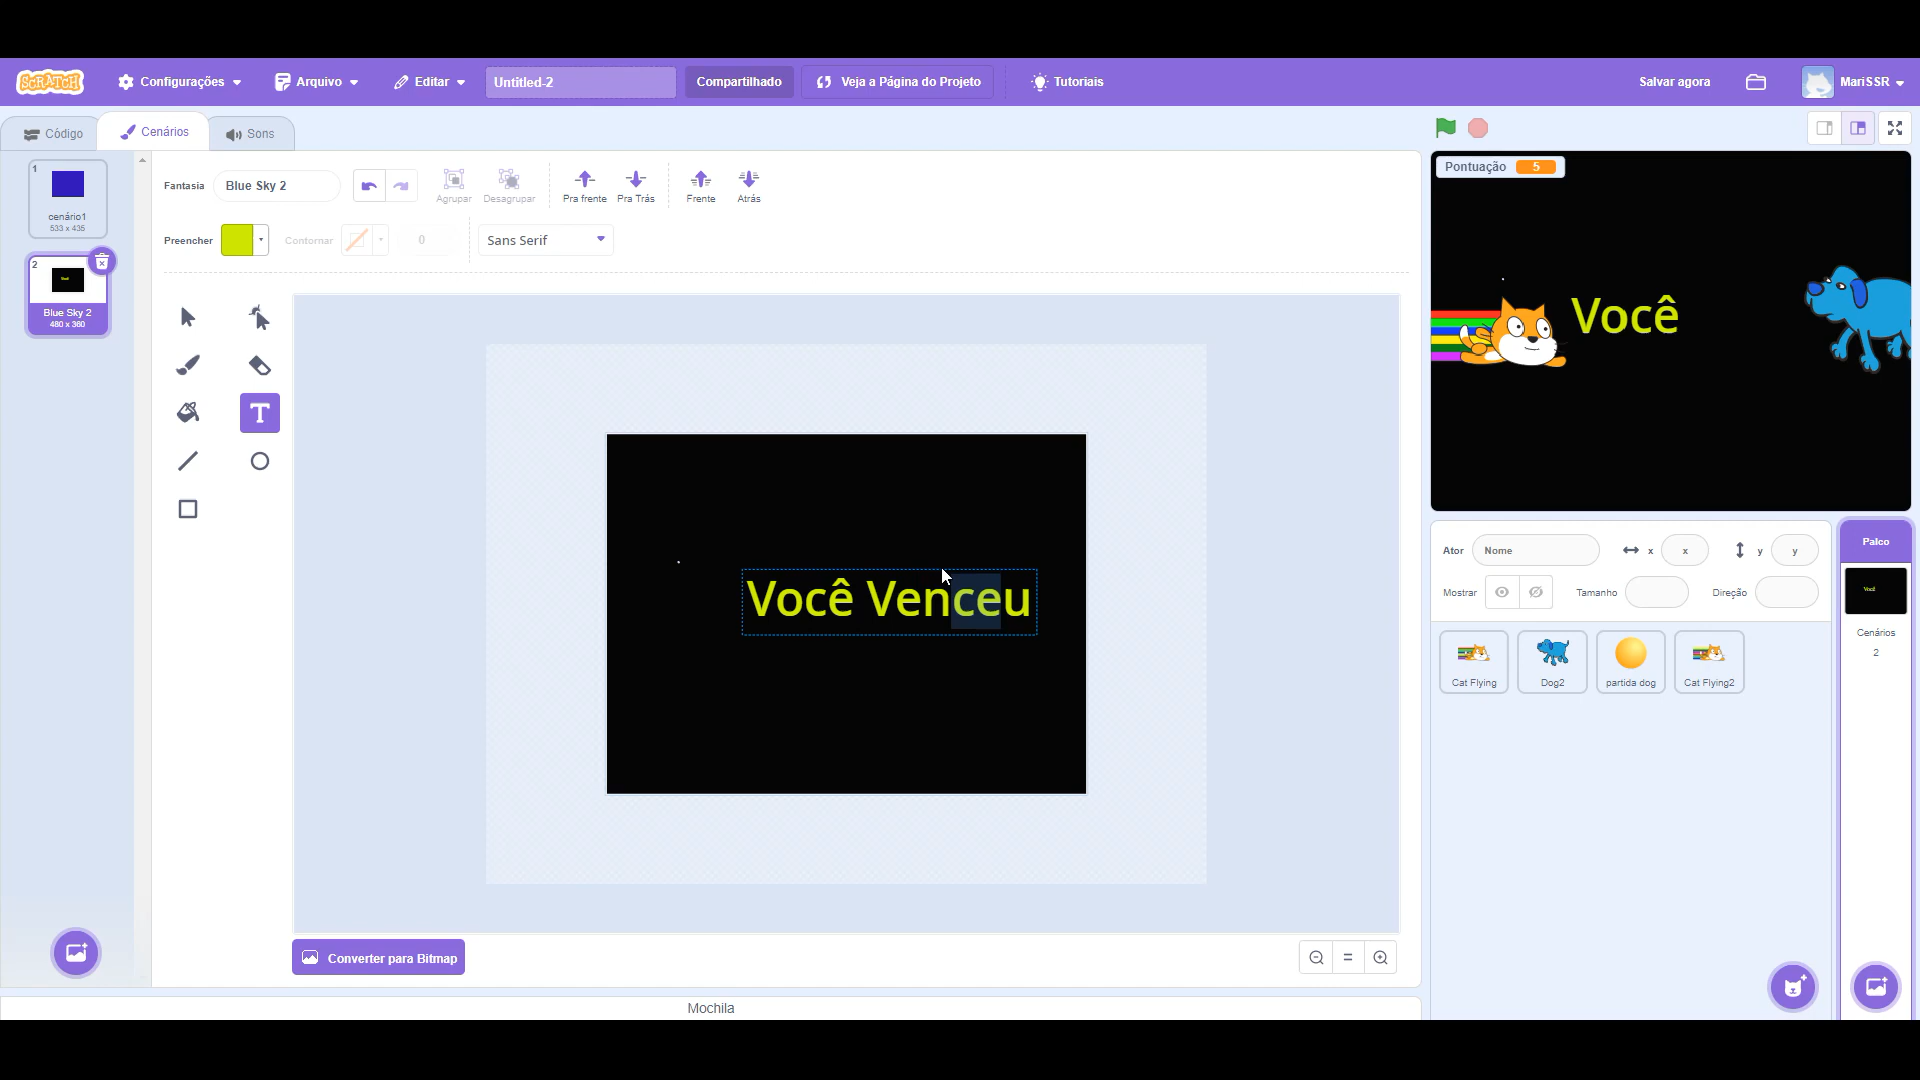 SCRATCH
Configurações
Arquivo
Editar
Untitled-2
Compartilhado
Veja a Página do Projeto
Tutoriais
Salvar agora
MariSSR
Código
Cenários
Sons
Pontuação 5
1
cenário1
533 x 435
2
Você
Blue Sky 2
480 x 360
Fantasia
Blue Sky 2
Agrupar
Desagrupar
Pra frente
Pra Trás
Frente
Atrás
Preencher
Contornar
0
Sans Serif
T
Você Venceu
Você
Converter para Bitmap
Mochila
Ator
Nome
x
x
y
y
Mostrar
Tamanho
Direção
Cat Flying
Dog2
partida dog
Cat Flying2
Palco
Você
Cenários
2